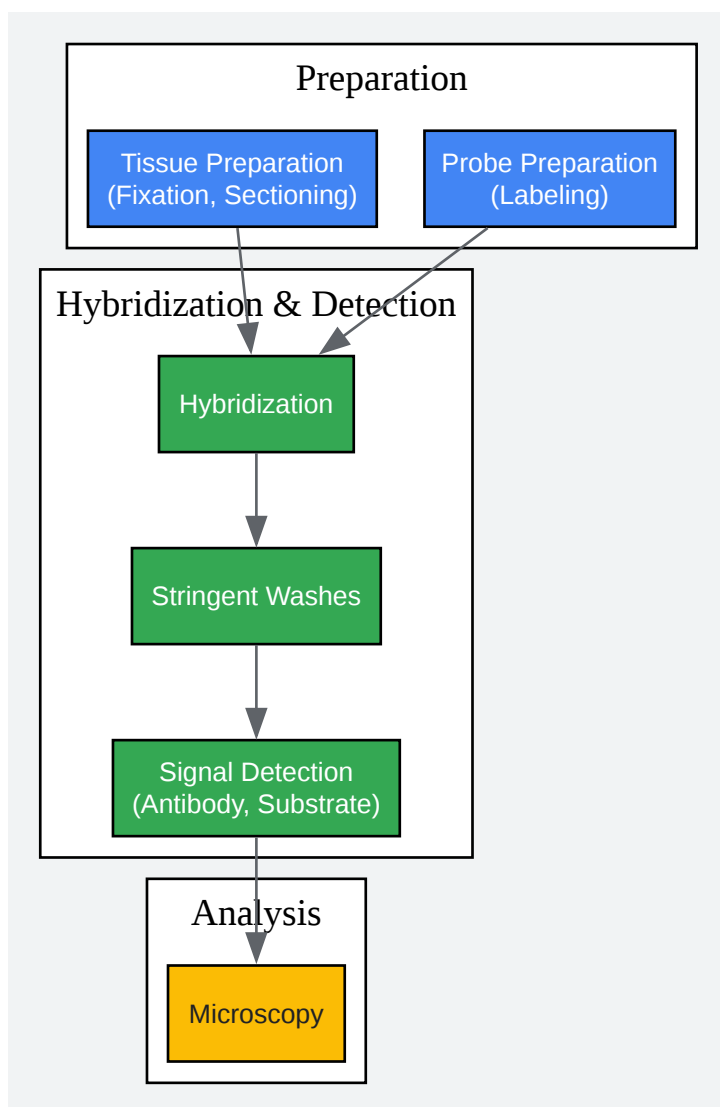 Preparation
Tissue Preparation
(Fixation, Sectioning)
Probe Preparation
(Labeling)
Hybridization & Detection
Hybridization
Stringent Washes
Signal Detection
(Antibody, Substrate)
Analysis
Microscopy